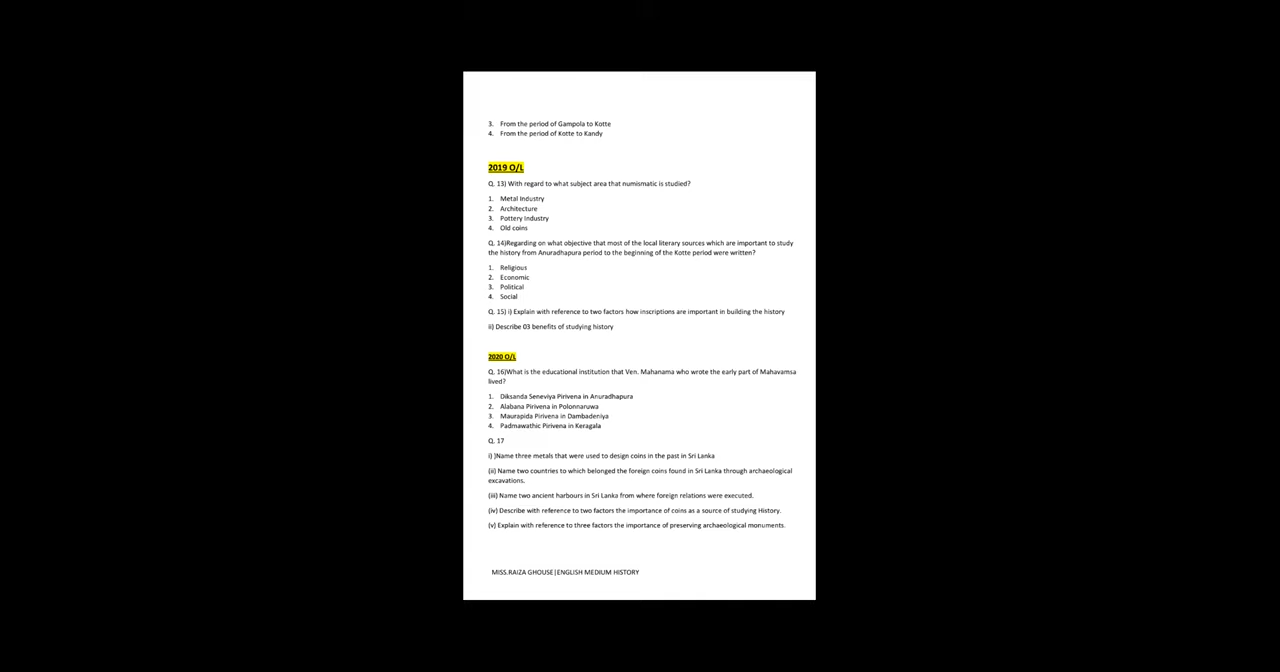 3. From the period of Gampola to Kotte
4. From the period of Kotte to Kandy
2019 O/L
Q. 13) With regard to what subject area that numismatic is studied?
1. Metal Industry
2. Architecture
3. Pottery Industry
4. Old coins
Q. 14)Regarding on what objective that most of the local literary sources which are important to study
the history from Anuradhapura period to the beginning of the Kotte period were written?
1. Religious
2. Economic
3. Political
4. Social
Q. 15) i) Explain with reference to two factors how inscriptions are important in building the history
ii) Describe 03 benefits of studying history
2020 O/L
Q. 16)What is the educational institution that Ven. Mahanama who wrote the early part of Mahavamsa
lived?
1. Diksanda Seneviya Pirivena in Anuradhapura
2. Alabana Pirivena in Polonnaruwa
3. Maurapida Pirivena in Dambadeniya
4. Padmawathic Pirivena in Keragala
Q. 17
i) )Name three metals that were used to design coins in the past in Sri Lanka
(ii) Name two countries to which belonged the foreign coins found in Sri Lanka through archaeological
excavations.
(iii) Name two ancient harbours in Sri Lanka from where foreign relations were executed.
(iv) Describe with reference to two factors the importance of coins as a source of studying History.
(v) Explain with reference to three factors the importance of preserving archaeological monuments.
MISS.RAIZA GHOUSE|ENGLISH MEDIUM HISTORY